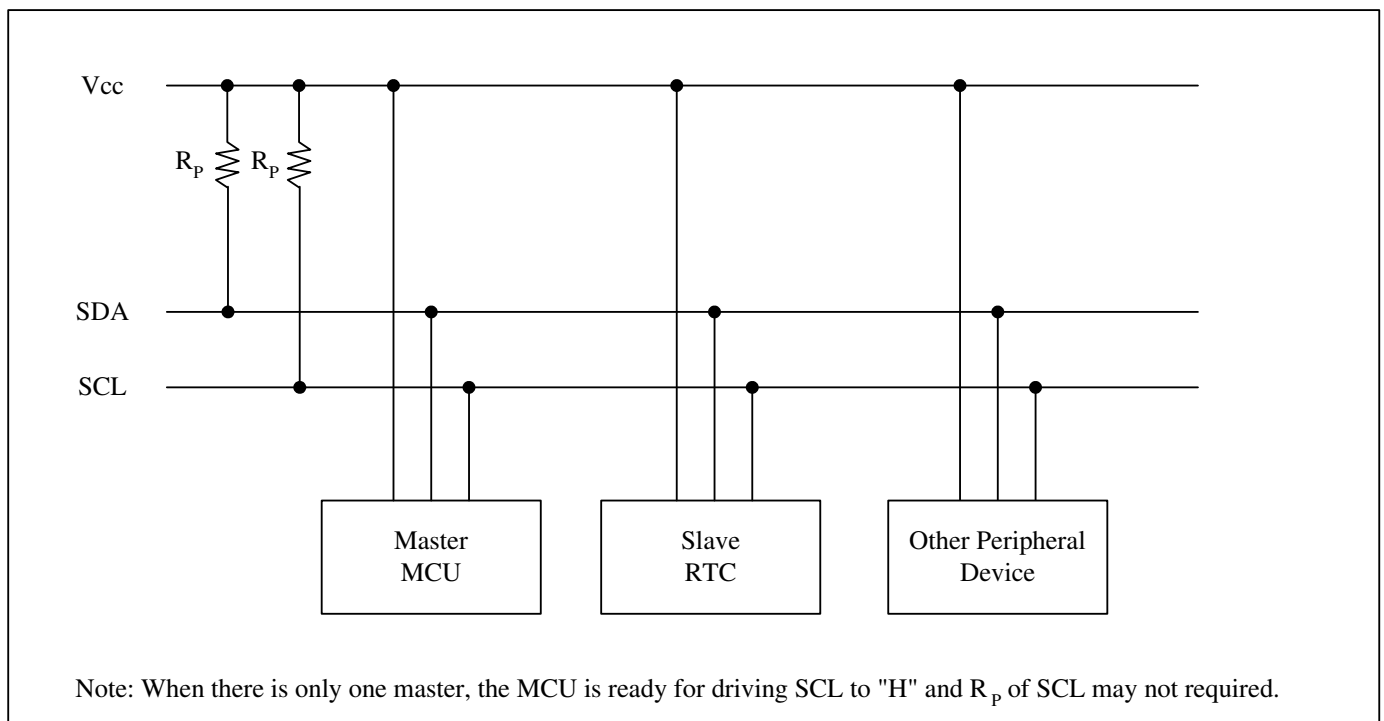 Vcc
R_P R_P
SDA
SCL
Master
MCU
Slave
RTC
Other Peripheral
Device
Note: When there is only one master, the MCU is ready for driving SCL to "H" and R_P of SCL may not required.